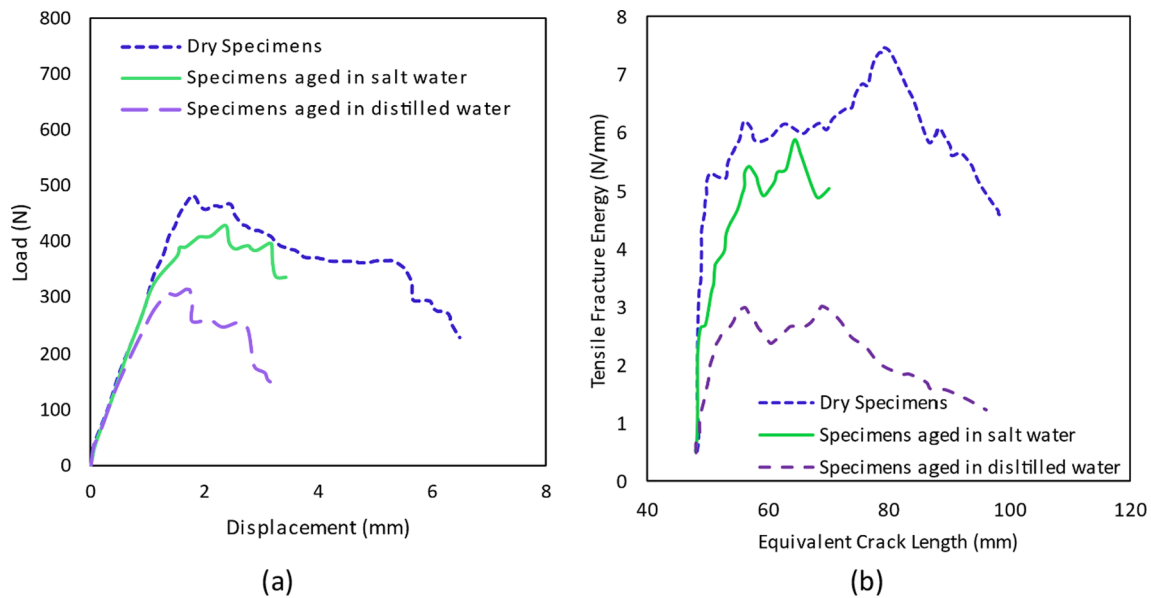 800
700
600
500
400
300
200
100
0
Load (N)
Dry Specimens
Specimens aged in salt water
Specimens aged in distilled water
0 2 4 6 8
Displacement (mm)
(a)
8
7
6
5
4
3
2
1
0
Tensile Fracture Energy (N/mm)
Dry Specimens
Specimens aged in salt water
Specimens aged in disltilled water
40 60 80 100 120
Equivalent Crack Length (mm)
(b)